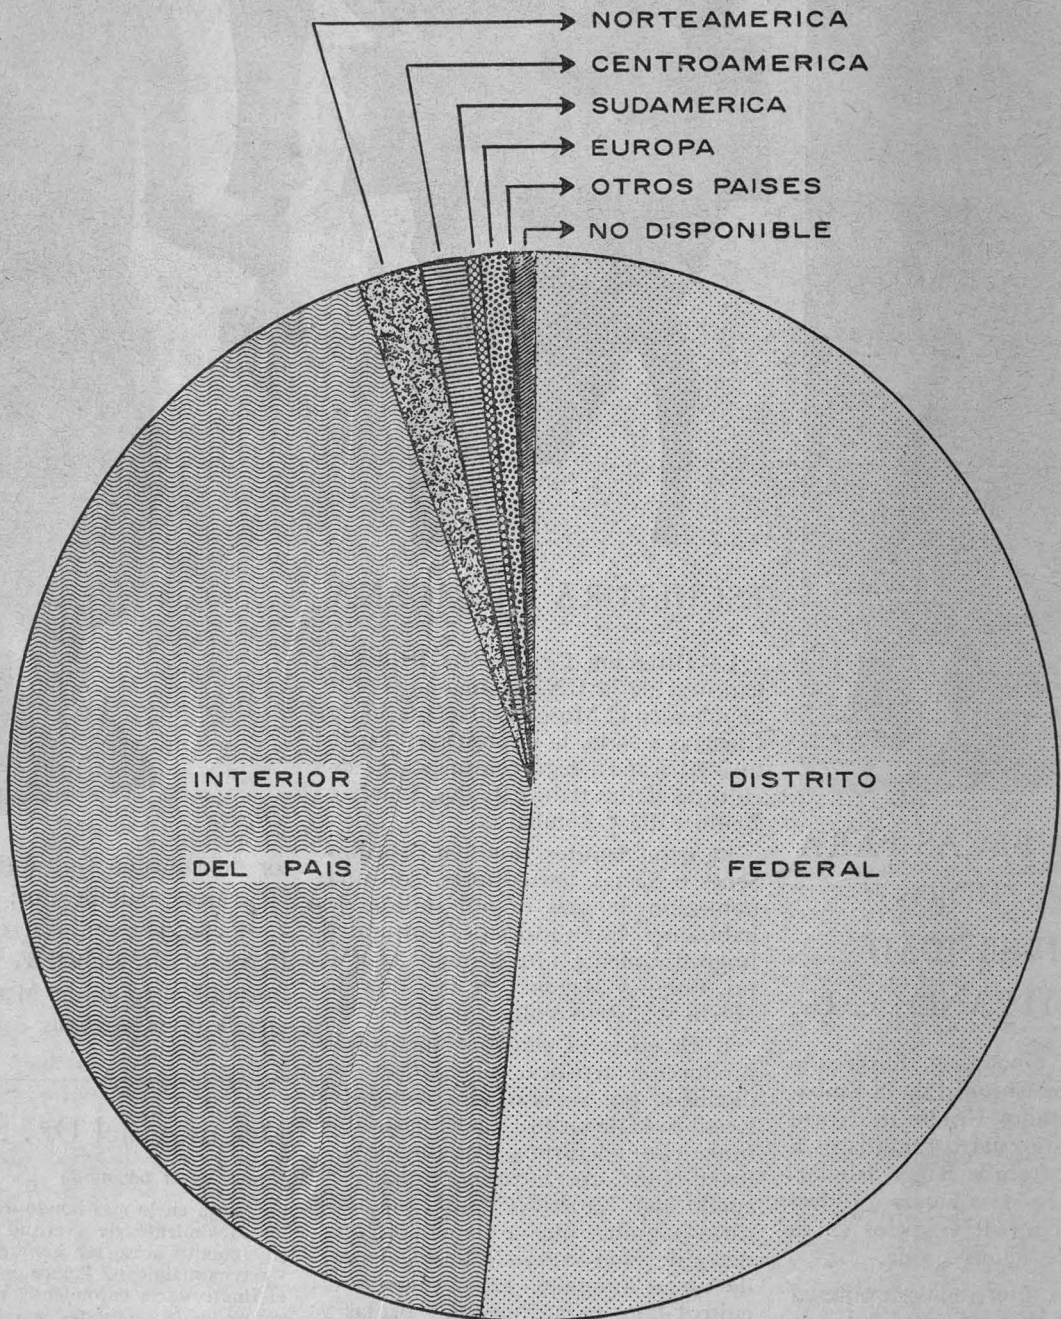 NORTEAMERICA
CENTROAMERICA
SUDAMERICA
EUROPA
OTROS PAISES
NO DISPONIBLE
INTERIOR
DEL PAIS
DISTRITO
FEDERAL